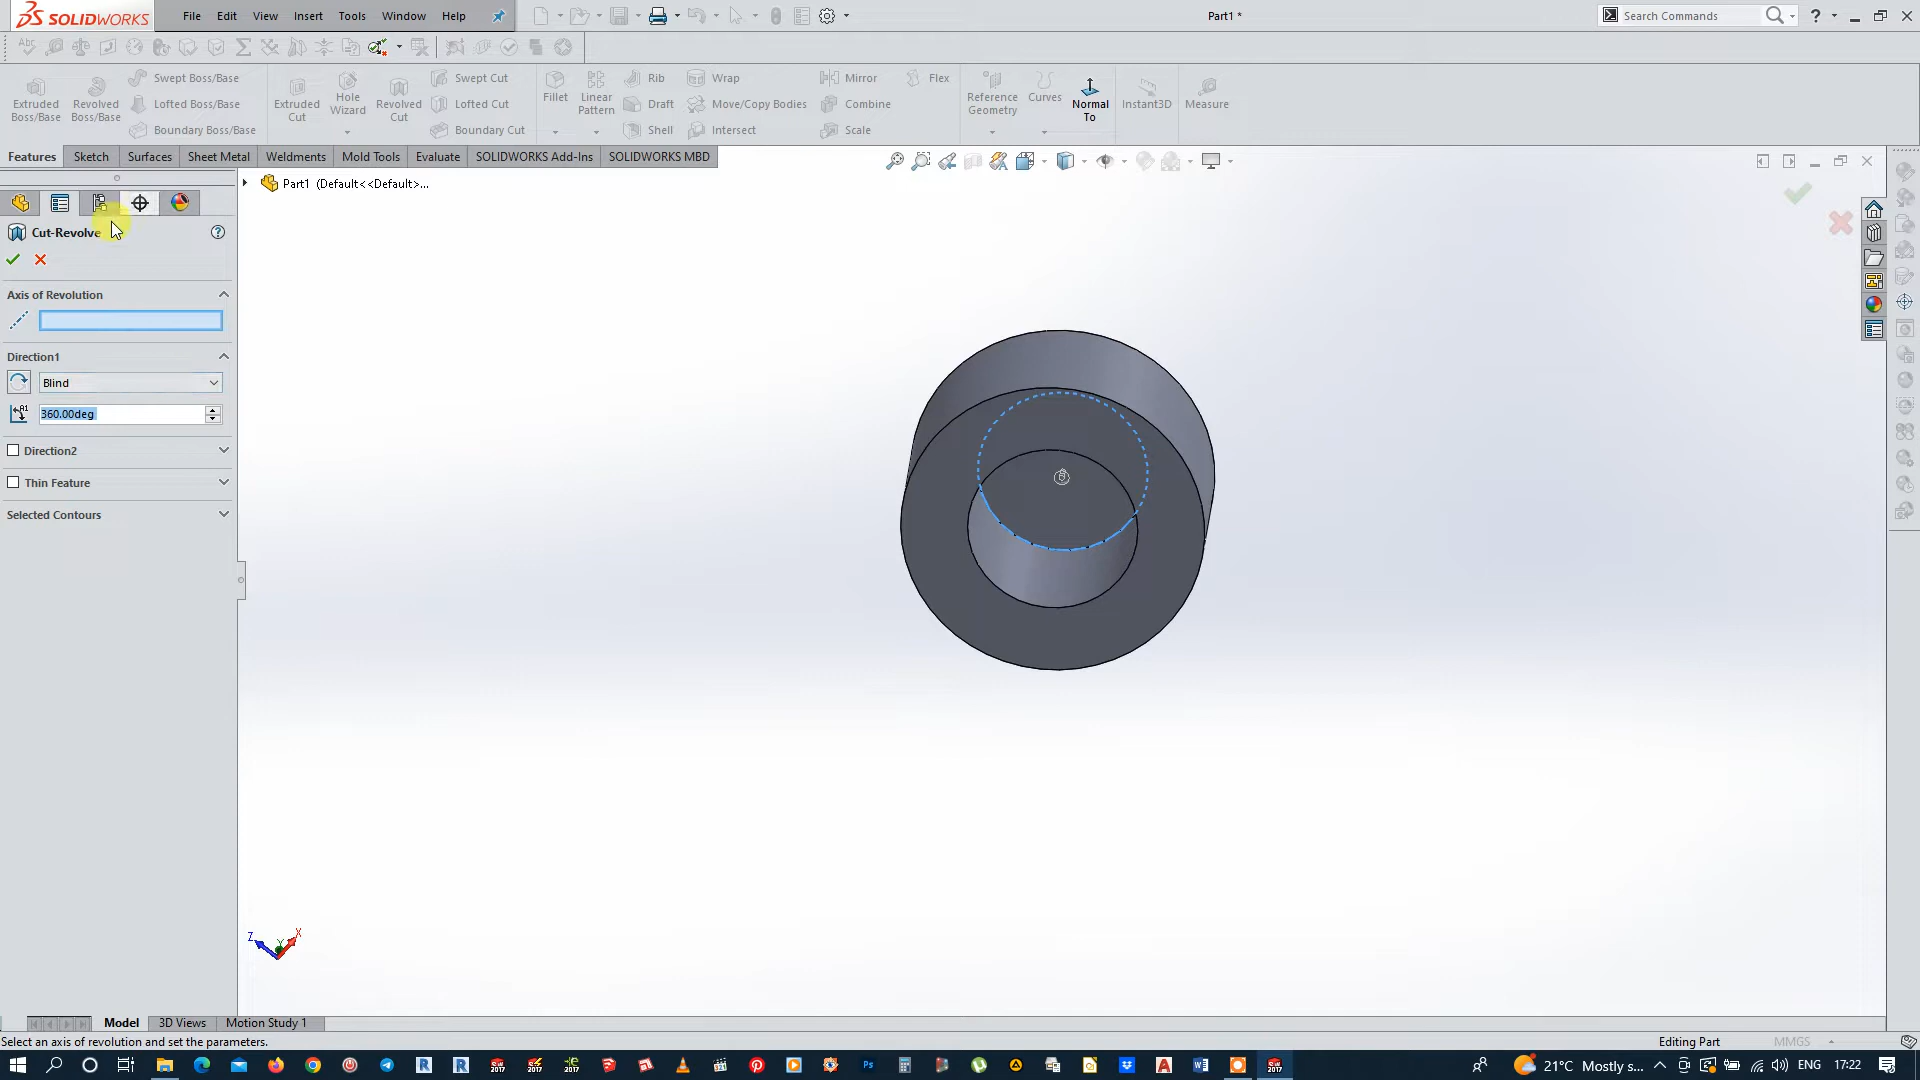 SOLIDWORKS File Edit View Insert Tools Window Help Part1 * Search Commands
Extruded Boss/Base Revolved Boss/Base Swept Boss/Base Lofted Boss/Base Boundary Boss/Base
Extruded Cut Hole Wizard Revolved Cut Swept Cut Lofted Cut Boundary Cut
Fillet Linear Pattern Rib Draft Shell Wrap Move/Copy Bodies Intersect Mirror Combine Scale Flex
Reference Geometry Curves Normal To Instant3D Measure
Features Sketch Surfaces Sheet Metal Weldments Mold Tools Evaluate SOLIDWORKS Add-Ins SOLIDWORKS MBD
Part1 (Default<<Default>...
Cut-Revolve
Axis of Revolution
Direction1
Blind
360.00deg
Direction2
Thin Feature
Selected Contours
Z Y X
Model 3D Views Motion Study 1
Select an axis of revolution and set the parameters. Editing Part MMGS
21°C Mostly s... ENG 17:22